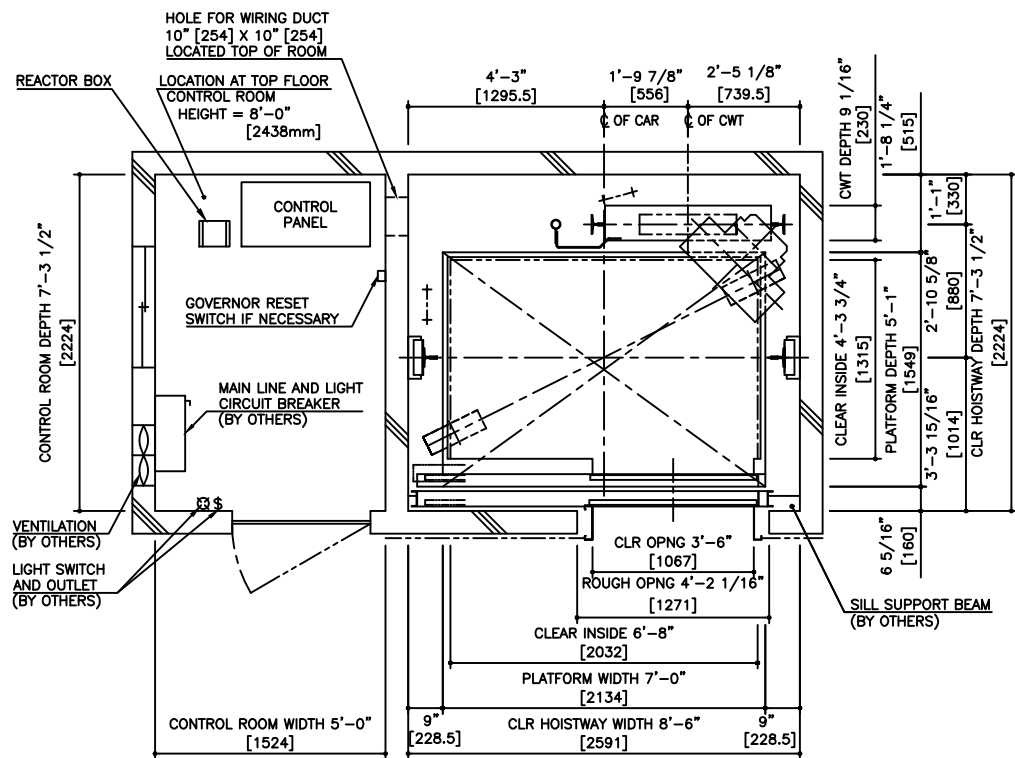 HOLE FOR WIRING DUCT
10" [254] X 10" [254]
LOCATED TOP OF ROOM
REACTOR BOX
LOCATION AT TOP FLOOR
CONTROL ROOM
HEIGHT = 8'-0"
[2438mm]
4'-3"
[1295.5]
1'-9 7/8"
[556]
2'-5 1/8"
[739.5]
℄ OF CAR
℄ OF CWT
CWT DEPTH 9 1/16"
[230]
1'-8 1/4"
[515]
CONTROL
PANEL
1'-1"
[330]
CONTROL ROOM DEPTH 7'-3 1/2"
[2224]
GOVERNOR RESET
SWITCH IF NECESSARY
CLEAR INSIDE 4'-3 3/4"
[1315]
PLATFORM DEPTH 5'-1"
[1549]
2'-10 5/8"
[880]
CLR HOISTWAY DEPTH 7'-3 1/2"
[2224]
MAIN LINE AND LIGHT
CIRCUIT BREAKER
(BY OTHERS)
3'-3 15/16"
[1014]
$
VENTILATION
(BY OTHERS)
LIGHT SWITCH
AND OUTLET
(BY OTHERS)
CLR OPNG 3'-6"
[1067]
6 5/16"
[160]
ROUGH OPNG 4'-2 1/16"
[1271]
SILL SUPPORT BEAM
(BY OTHERS)
CLEAR INSIDE 6'-8"
[2032]
PLATFORM WIDTH 7'-0"
[2134]
CONTROL ROOM WIDTH 5'-0"
[1524]
9"
[228.5]
CLR HOISTWAY WIDTH 8'-6"
[2591]
9"
[228.5]